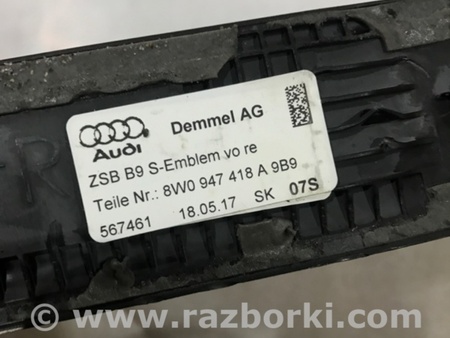 Audi
Demmel AG
ZSB B9 S-Emblem vo re
Teile Nr.: 8W0 947 418 A 9B9
567461 18.05.17 SK 07S
© www.razborki.com